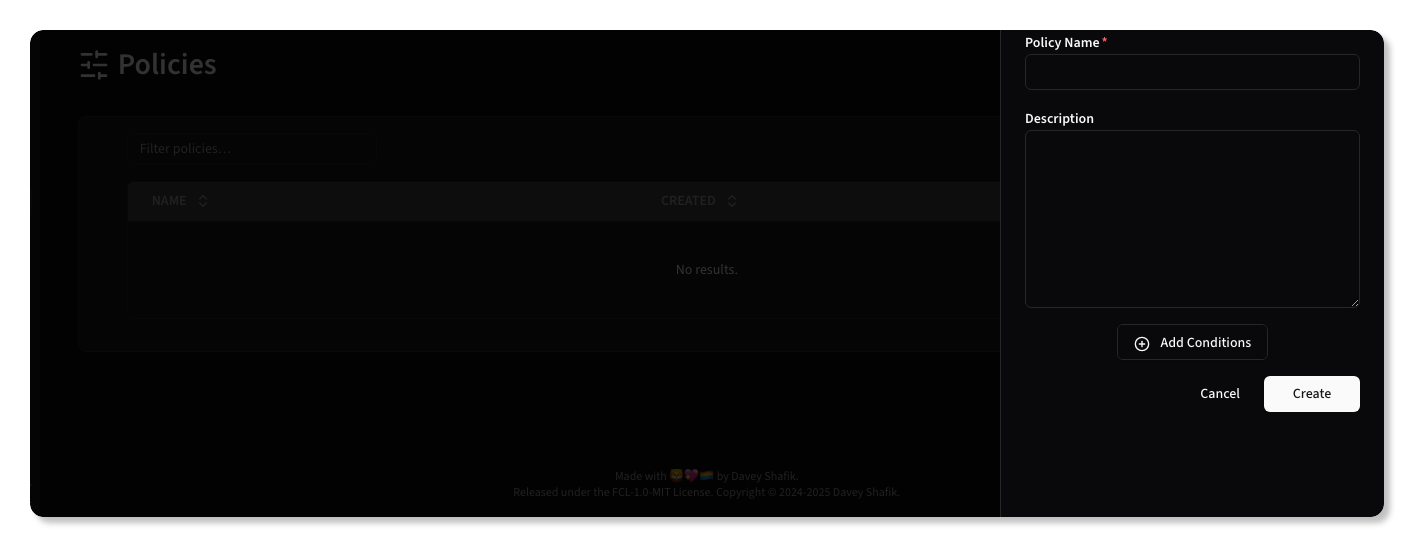 Policies
Filter policies...
NAME
CREATED
No results.
Made with ✊💖🏳️‍🌈 by Davey Shafik.
Released under the FCL-1.0-MIT License. Copyright © 2024-2025 Davey Shafik.
Policy Name *
Description
Add Conditions
Cancel
Create